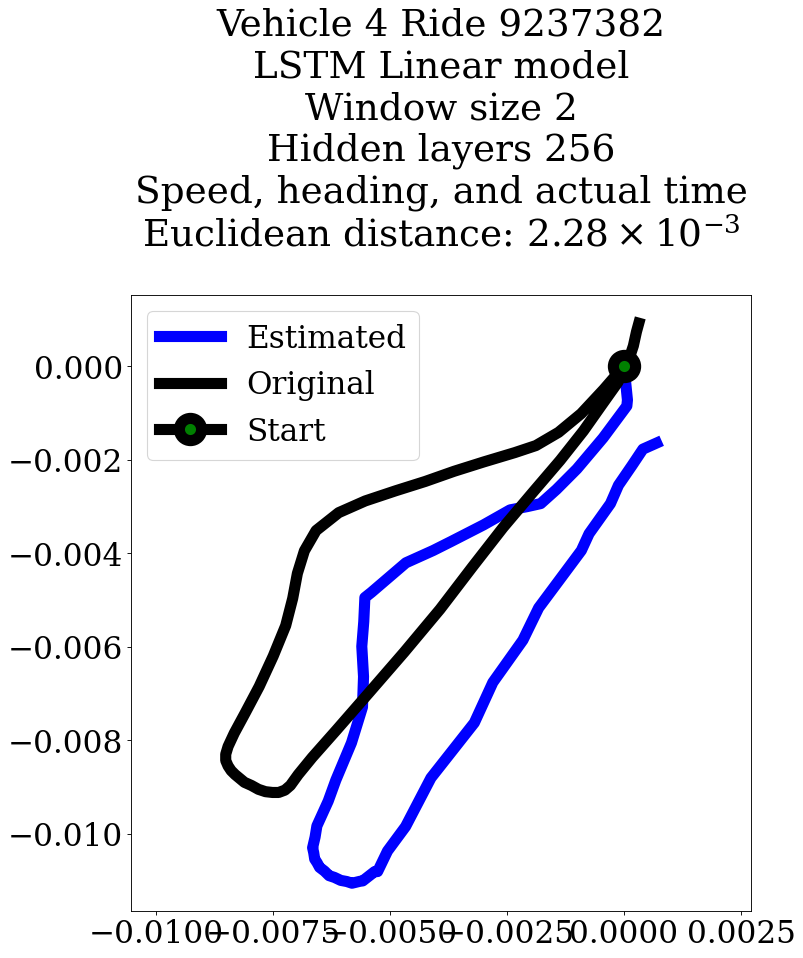 Vehicle 4 Ride 9237382
LSTM Linear model
Window size 2
Hidden layers 256
Speed, heading, and actual time
Euclidean distance: 2.28 × 10⁻³
Estimated
Original
Start
0.000
−0.002
−0.004
−0.006
−0.008
−0.010
−0.0100 −0.0075 −0.0050 −0.0025 0.0000 0.0025